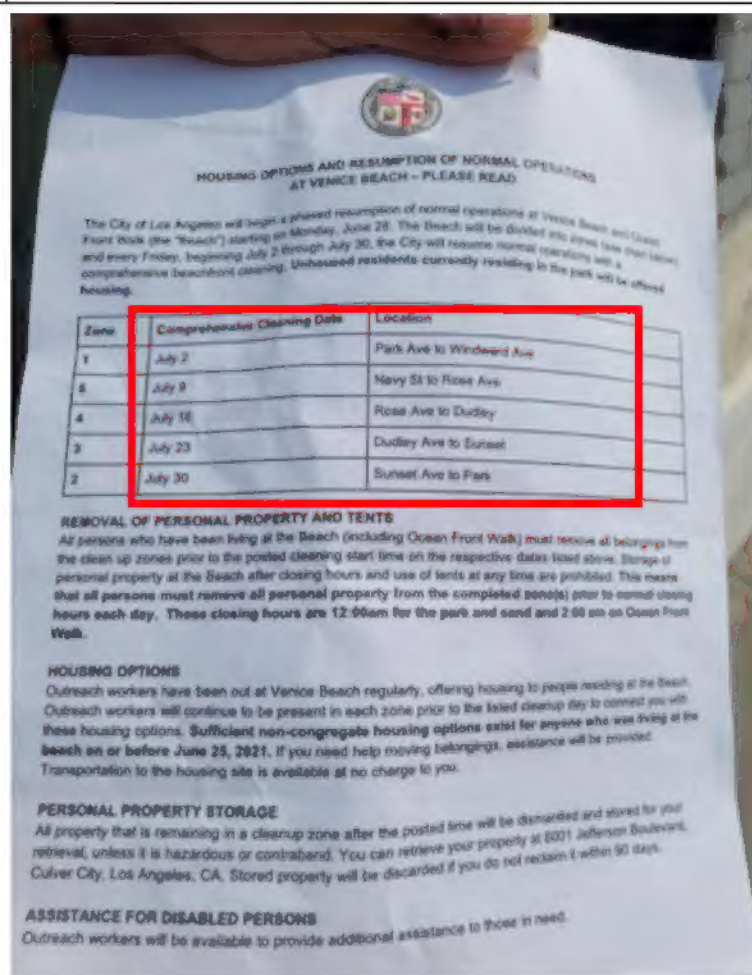 HOUSING OPTIONS AND RESUMPTION OF NORMAL OPERATIONS
AT VENICE BEACH – PLEASE READ
The City of Los Angeles will begin a phased resumption of normal operations at Venice Beach and Ocean
Front Walk (the "Beach") starting on Monday, June 28. The Beach will be divided into zones
and every Friday, beginning July 2 through July 30, the City will resume normal operations with a
comprehensive beachfront cleaning. Unhoused residents currently residing in the park will be offered
housing.
Zone Comprehensive Cleaning Date Location
1 July 2 Park Ave to Windward Ave
5 July 9 Navy St to Rose Ave
4 July 16 Rose Ave to Dudley
3 July 23 Dudley Ave to Sunset
2 July 30 Sunset Ave to Park
REMOVAL OF PERSONAL PROPERTY AND TENTS
All persons who have been living at the Beach (including Ocean Front Walk) must remove all belongings from
the clean up zones prior to the posted cleaning start time on the respective dates listed above. Storage of
personal property at the Beach after closing hours and use of tents at any time are prohibited. This means
that all persons must remove all personal property from the completed zone(s) prior to normal closing
hours each day. These closing hours are 12:00am for the park and sand and 2:00 am on Ocean Front
Walk.
HOUSING OPTIONS
Outreach workers have been out at Venice Beach regularly, offering housing to people residing at the Beach.
Outreach workers will continue to be present in each zone prior to the listed cleanup day to connect you with
these housing options. Sufficient non-congregate housing options exist for anyone who was living at the
beach on or before June 25, 2021. If you need help moving belongings, assistance will be provided.
Transportation to the housing site is available at no charge to you.
PERSONAL PROPERTY STORAGE
All property that is remaining in a cleanup zone after the posted time will be dismantled and stored for your
retrieval, unless it is hazardous or contraband. You can retrieve your property at 6001 Jefferson Boulevard,
Culver City, Los Angeles, CA. Stored property will be discarded if you do not reclaim it within 90 days.
ASSISTANCE FOR DISABLED PERSONS
Outreach workers will be available to provide additional assistance to those in need.